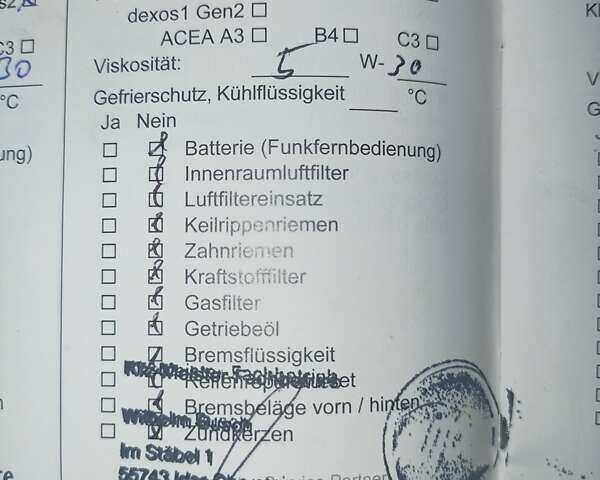 dexos1 Gen2 ☐
ACEA A3 ☐ B4 ☐ C3 ☐
Viskosität: 5 W-30
Gefrierschutz, Kühlflüssigkeit ____ °C
Ja Nein
☐ ☒ Batterie (Funkfernbedienung)
☐ ☒ Innenraumluftfilter
☐ ☒ Luftfiltereinsatz
☐ ☒ Keilrippenriemen
☐ ☒ Zahnriemen
☐ ☒ Kraftstofffilter
☐ ☒ Gasfilter
☐ ☒ Getriebeöl
☐ ☒ Bremsflüssigkeit
Kfz-Meister-Fachbetrieb
☐ ☒
☐ ☒ Bremsbeläge vorn / hinten
Wilhelm Busch
☐ ☒ Zündkerzen
Im Stäbel 1
55743
C3 ☐
30
°C
ung)